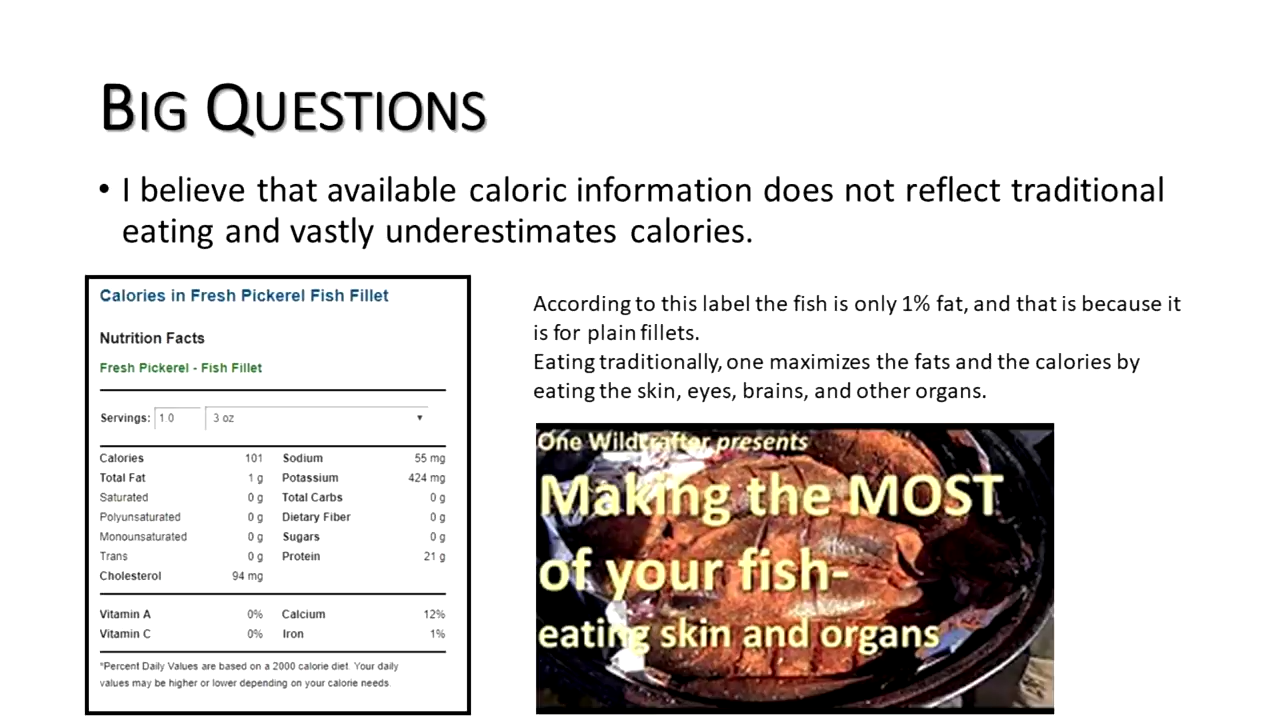 BIG QUESTIONS
• I believe that available caloric information does not reflect traditional
eating and vastly underestimates calories.
Calories in Fresh Pickerel Fish Fillet
Nutrition Facts
Fresh Pickerel - Fish Fillet
Servings: 1.0 3 oz
Calories 101 Sodium 55 mg
Total Fat 1 g Potassium 424 mg
Saturated 0 g Total Carbs 0 g
Polyunsaturated 0 g Dietary Fiber 0 g
Monounsaturated 0 g Sugars 0 g
Trans 0 g Protein 21 g
Cholesterol 94 mg
Vitamin A 0% Calcium 12%
Vitamin C 0% Iron 1%
*Percent Daily Values are based on a 2000 calorie diet. Your daily
values may be higher or lower depending on your calorie needs.
According to this label the fish is only 1% fat, and that is because it
is for plain fillets.
Eating traditionally, one maximizes the fats and the calories by
eating the skin, eyes, brains, and other organs.
One Wildcrafter presents
Making the MOST
of your fish-
eating skin and organs